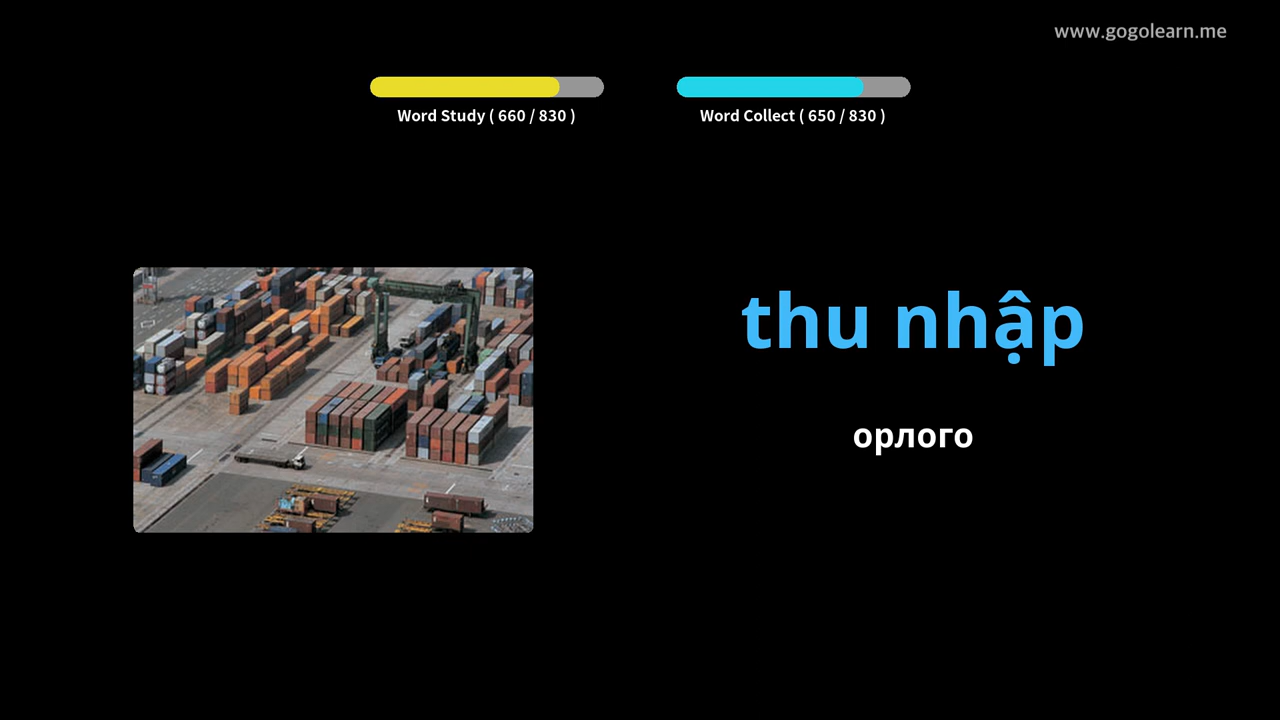 www.gogolearn.me
Word Study ( 660 / 830 )
Word Collect ( 650 / 830 )
thu nhập
орлого